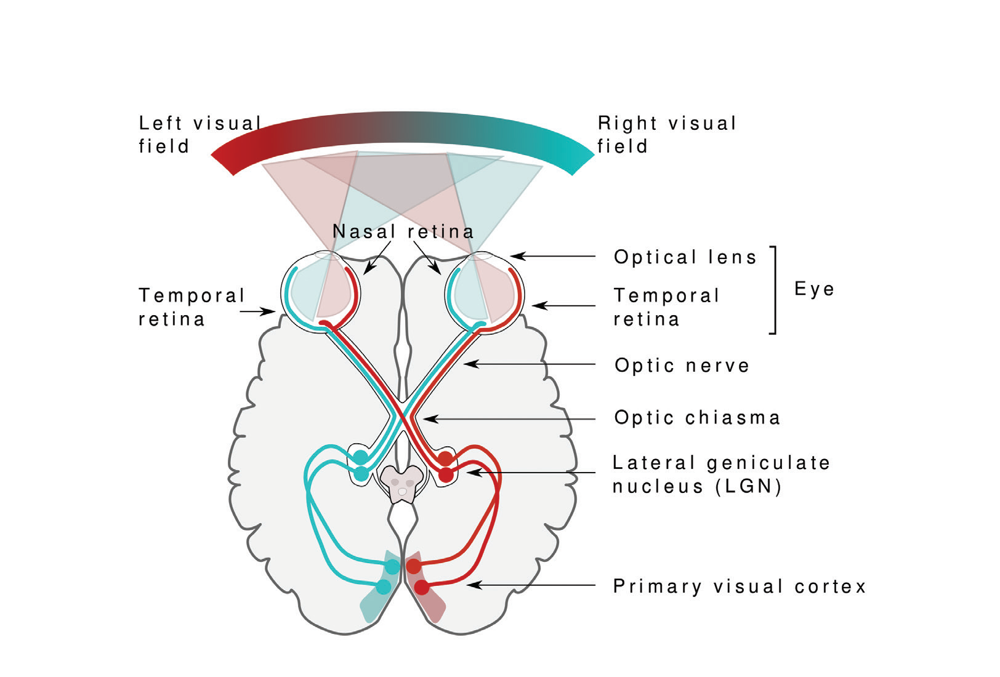 Left visual
field
Right visual
field
Nasal retina
Optical lens
Temporal
retina
Temporal
retina
Eye
Optic nerve
Optic chiasma
Lateral geniculate
nucleus (LGN)
Primary visual cortex